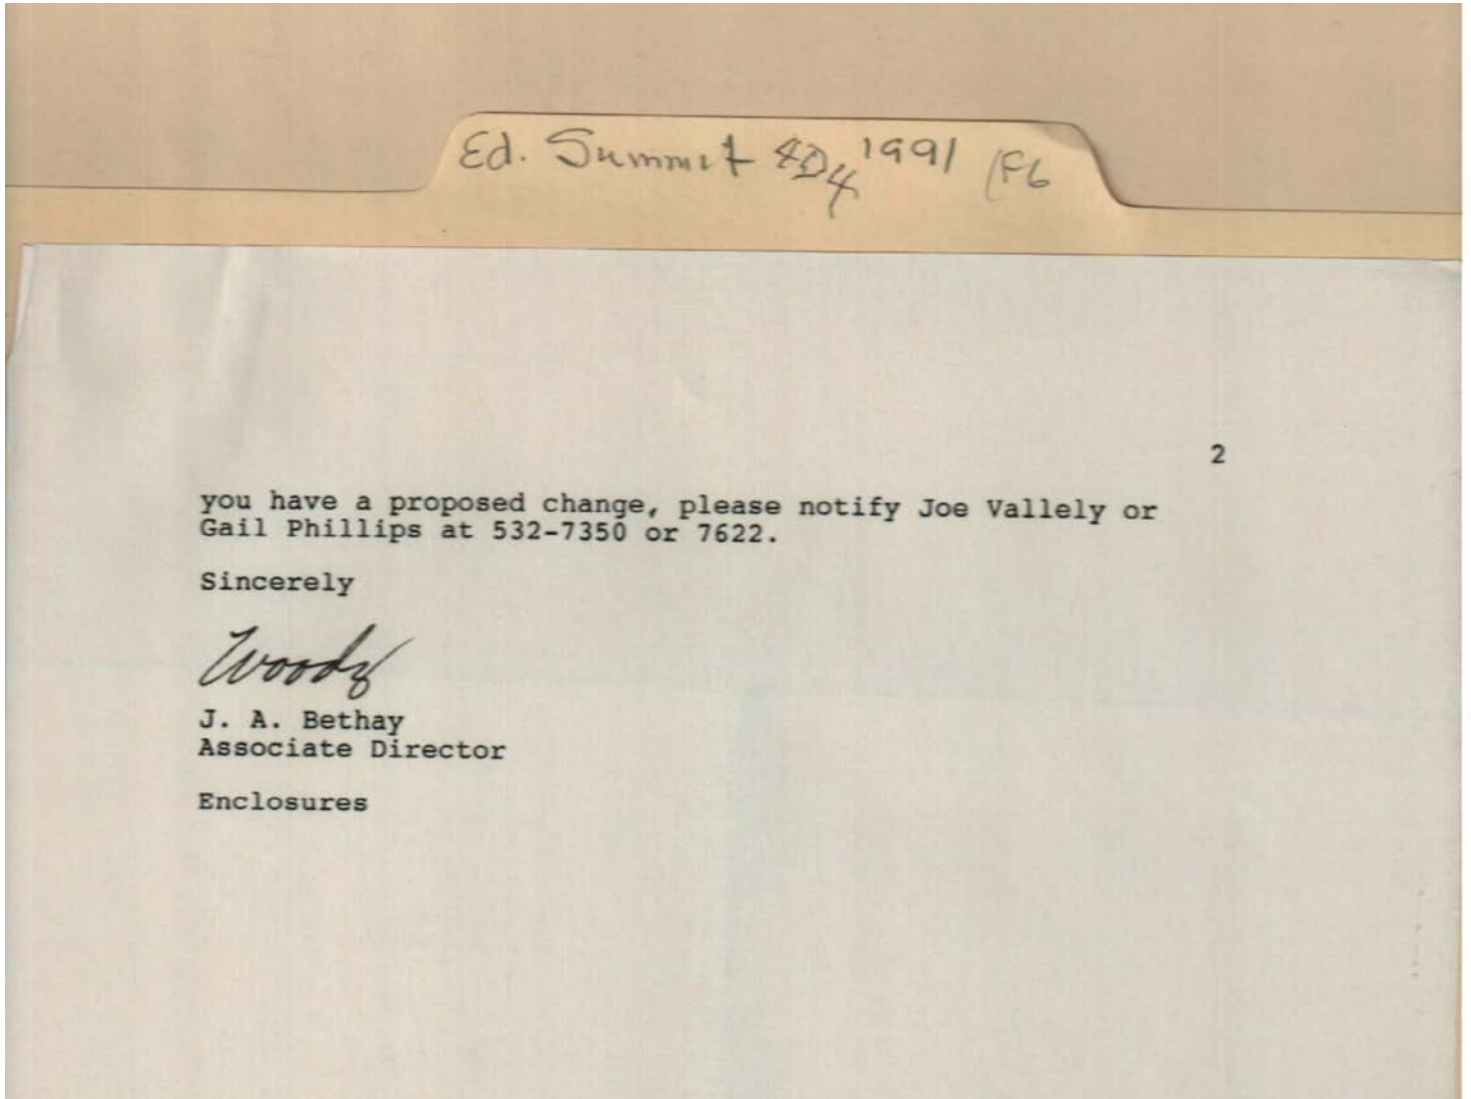 Ed. Summit 4D4 1991 (F6
2
you have a proposed change, please notify Joe Vallely or
Gail Phillips at 532-7350 or 7622.
Sincerely
Woody
J. A. Bethay
Associate Director
Enclosures